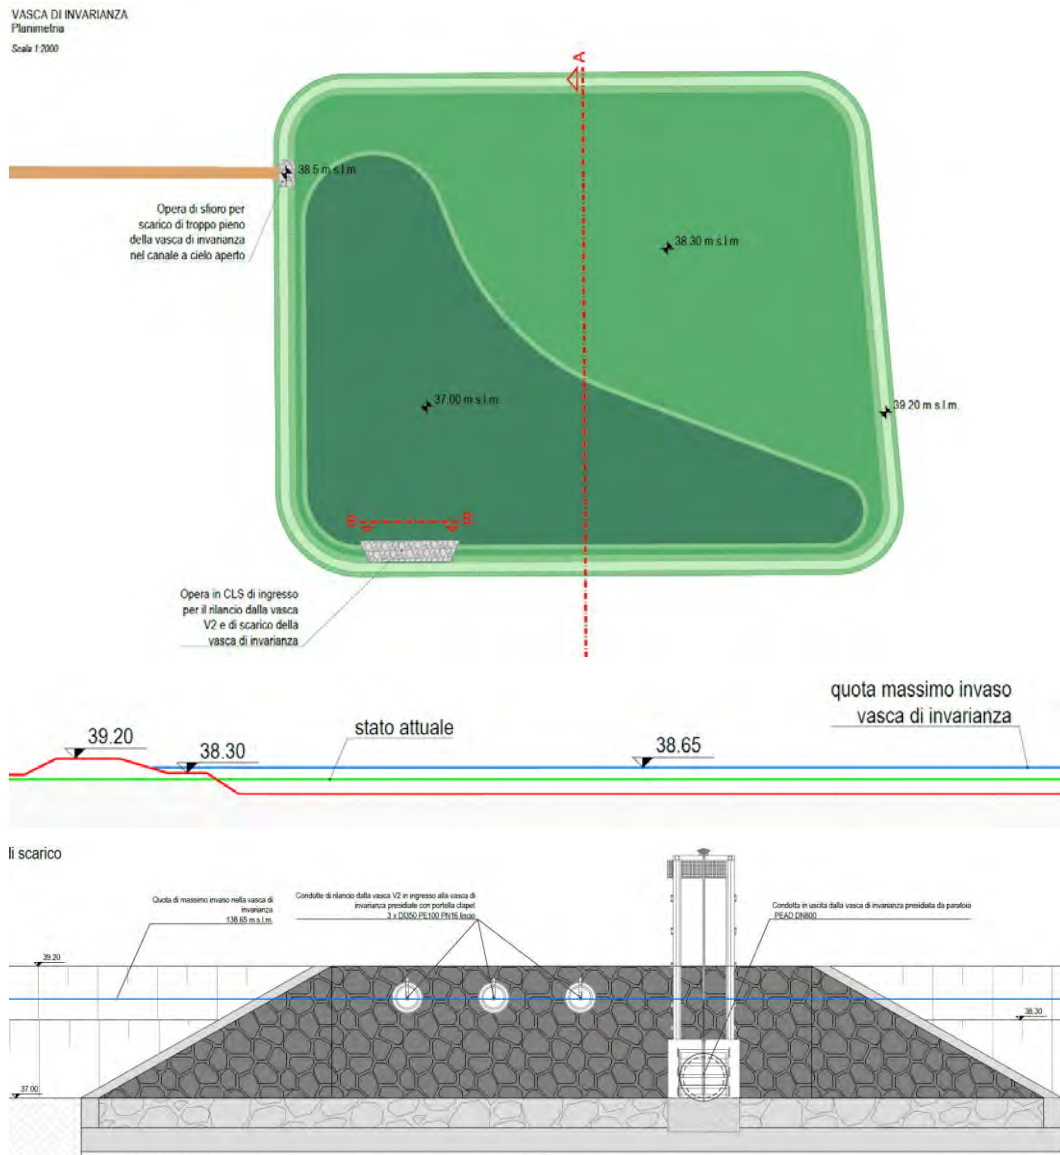 VASCA DI INVARIANZA
Planimetria
Scala 1:2000
A
38.5 m s.l.m
Opera di sfioro per
scarico di troppo pieno
della vasca di invarianza
nel canale a cielo aperto
38.30 m s.l.m
37.00 m s.l.m.
39.20 m s.l.m.
B
B
Opera in CLS di ingresso
per il rilancio dalla vasca
V2 e di scarico della
vasca di invarianza
quota massimo invaso
vasca di invarianza
39.20
38.30
stato attuale
38.65
di scarico
Quota di massimo invaso nella vasca di
invarianza
138.65 m s.l.m.
Condotte di rilancio dalla vasca V2 in ingresso alla vasca di
invarianza presidiate con portella clapet
3 x DI350 PE100 PN16 liscio
Condotta in uscita dalla vasca di invarianza presidiata da paratoia
PEAD DN800
39.20
38.30
37.00